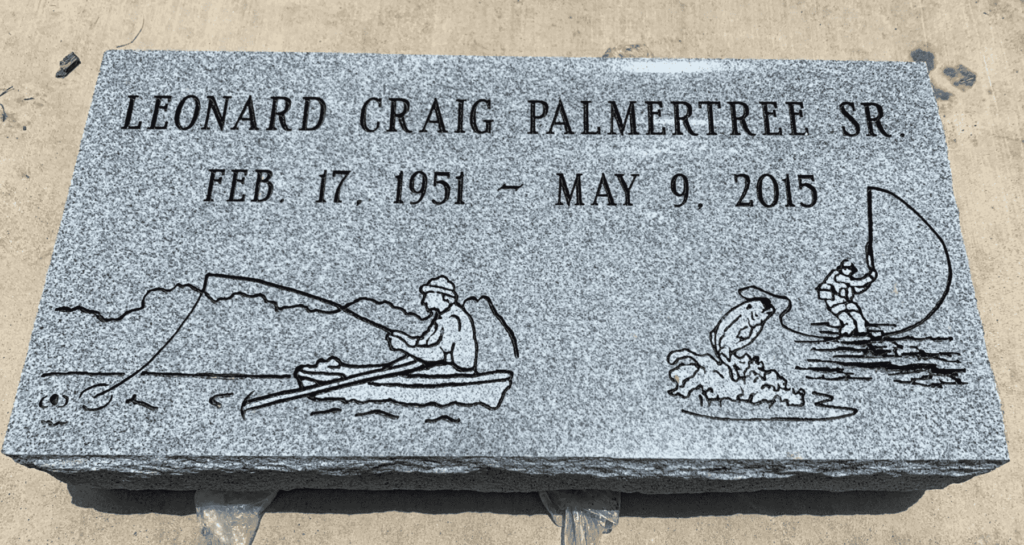 LEONARD CRAIG PALMERTREE SR.
FEB. 17, 1951 ~ MAY 9, 2015